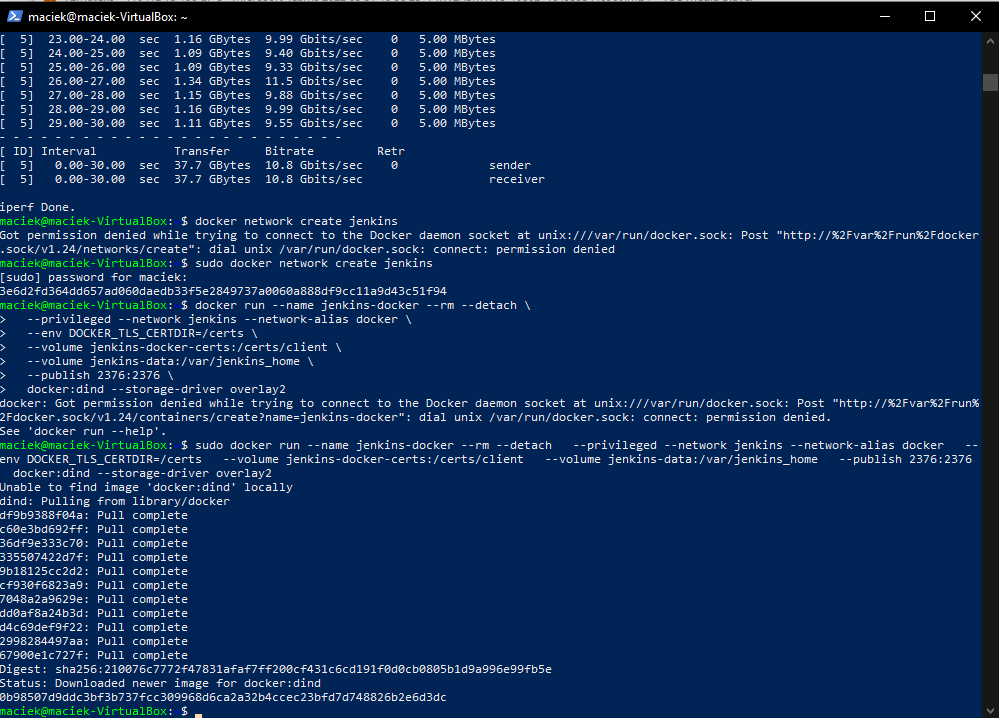 maciek@maciek-VirtualBox: ~
[  5]  23.00-24.00  sec  1.16 GBytes  9.99 Gbits/sec    0   5.00 MBytes
[  5]  24.00-25.00  sec  1.09 GBytes  9.40 Gbits/sec    0   5.00 MBytes
[  5]  25.00-26.00  sec  1.09 GBytes  9.33 Gbits/sec    0   5.00 MBytes
[  5]  26.00-27.00  sec  1.34 GBytes  11.5 Gbits/sec    0   5.00 MBytes
[  5]  27.00-28.00  sec  1.15 GBytes  9.88 Gbits/sec    0   5.00 MBytes
[  5]  28.00-29.00  sec  1.16 GBytes  9.99 Gbits/sec    0   5.00 MBytes
[  5]  29.00-30.00  sec  1.11 GBytes  9.55 Gbits/sec    0   5.00 MBytes
- - - - - - - - - - - - - - - - - - - - - - - - -
[ ID] Interval           Transfer     Bitrate         Retr
[  5]   0.00-30.00  sec  37.7 GBytes  10.8 Gbits/sec    0             sender
[  5]   0.00-30.00  sec  37.7 GBytes  10.8 Gbits/sec                  receiver
iperf Done.
maciek@maciek-VirtualBox: $ docker network create jenkins
Got permission denied while trying to connect to the Docker daemon socket at unix:///var/run/docker.sock: Post "http://%2Fvar%2Frun%2Fdocker
.sock/v1.24/networks/create": dial unix /var/run/docker.sock: connect: permission denied
maciek@maciek-VirtualBox: $ sudo docker network create jenkins
[sudo] password for maciek:
3e6d2fd364dd657ad060daedb33f5e2849737a0060a888df9cc11a9d43c51f94
maciek@maciek-VirtualBox: $ docker run --name jenkins-docker --rm --detach \
>   --privileged --network jenkins --network-alias docker \
>   --env DOCKER_TLS_CERTDIR=/certs \
>   --volume jenkins-docker-certs:/certs/client \
>   --volume jenkins-data:/var/jenkins_home \
>   --publish 2376:2376 \
>   docker:dind --storage-driver overlay2
docker: Got permission denied while trying to connect to the Docker daemon socket at unix:///var/run/docker.sock: Post "http://%2Fvar%2Frun%
2Fdocker.sock/v1.24/containers/create?name=jenkins-docker": dial unix /var/run/docker.sock: connect: permission denied.
See 'docker run --help'.
maciek@maciek-VirtualBox: $ sudo docker run --name jenkins-docker --rm --detach   --privileged --network jenkins --network-alias docker   --
env DOCKER_TLS_CERTDIR=/certs   --volume jenkins-docker-certs:/certs/client   --volume jenkins-data:/var/jenkins_home   --publish 2376:2376
  docker:dind --storage-driver overlay2
Unable to find image 'docker:dind' locally
dind: Pulling from library/docker
df9b9388f04a: Pull complete
c60e3bd692ff: Pull complete
36df9e333c70: Pull complete
335507422d7f: Pull complete
9b18125cc2d2: Pull complete
cf930f6823a9: Pull complete
7048a2a9629e: Pull complete
dd0af8a24b3d: Pull complete
d4c69def9f22: Pull complete
2998284497aa: Pull complete
67900e1c727f: Pull complete
Digest: sha256:210076c7772f47831afaf7ff200cf431c6cd191f0d0cb0805b1d9a996e99fb5e
Status: Downloaded newer image for docker:dind
0b98507d9ddc3bf3b737fcc309968d6ca2a32b4ccec23bfd7d748826b2e6d3dc
maciek@maciek-VirtualBox: $